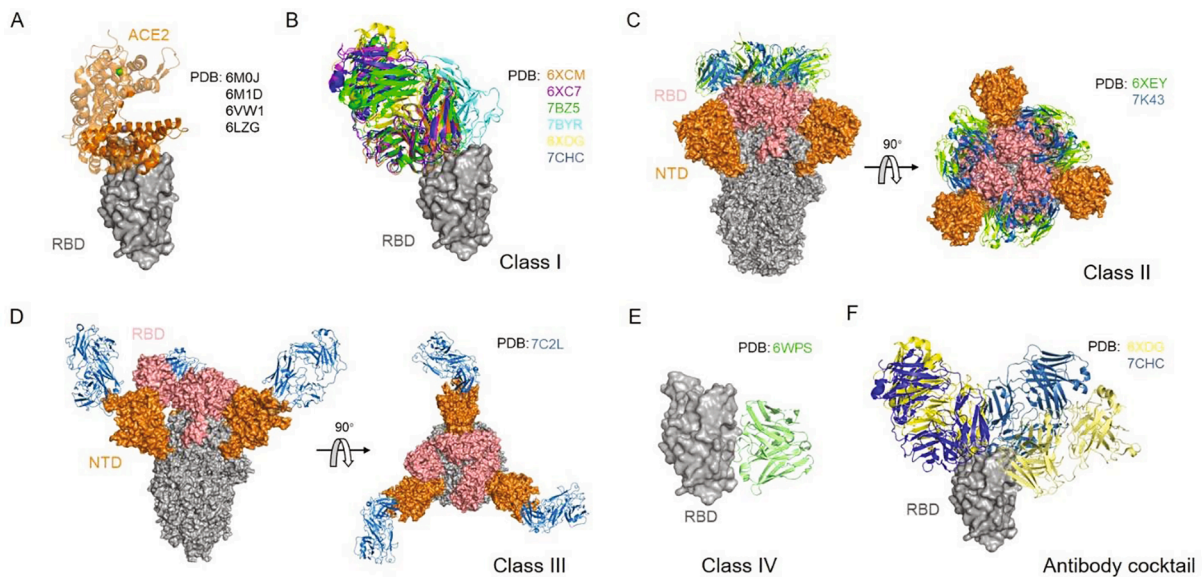 A
ACE2
PDB: 6M0J
6M1D
6VW1
6LZG
RBD
B
PDB: 6XCM
6XC7
7BZ5
7BYR
6XDG
7CHC
RBD
Class I
C
RBD
NTD
90°
PDB: 6XEY
7K43
Class II
D
RBD
NTD
90°
PDB: 7C2L
Class III
E
PDB: 6WPS
RBD
Class IV
F
PDB: 6XDG
7CHC
RBD
Antibody cocktail